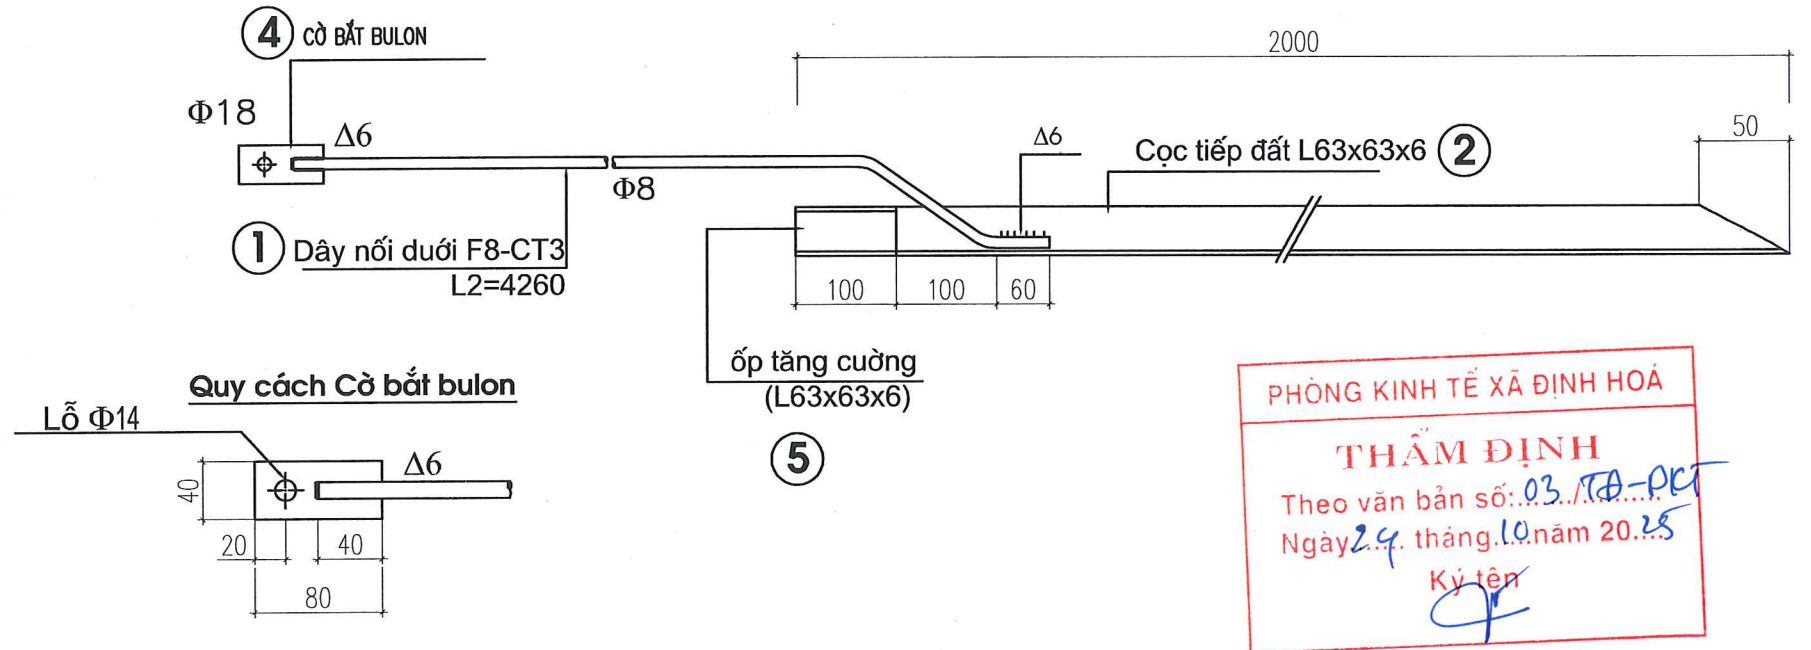 4 CỜ BẮT BULON
Φ18
Δ6
2000
50
Δ6
Cọc tiếp đất L63x63x6 2
Φ8
1 Dây nối duới F8-CT3
L2=4260
100 100 60
ốp tăng cuờng
(L63x63x6)
5
Quy cách Cờ bắt bulon
Lỗ Φ14
Δ6
40
20 40
80
PHÒNG KINH TẾ XÃ ĐỊNH HOÁ
THẨM ĐỊNH
Theo văn bản số: 03 / TĐ-PKT
Ngày 24 tháng 10 năm 2025
Ký tên